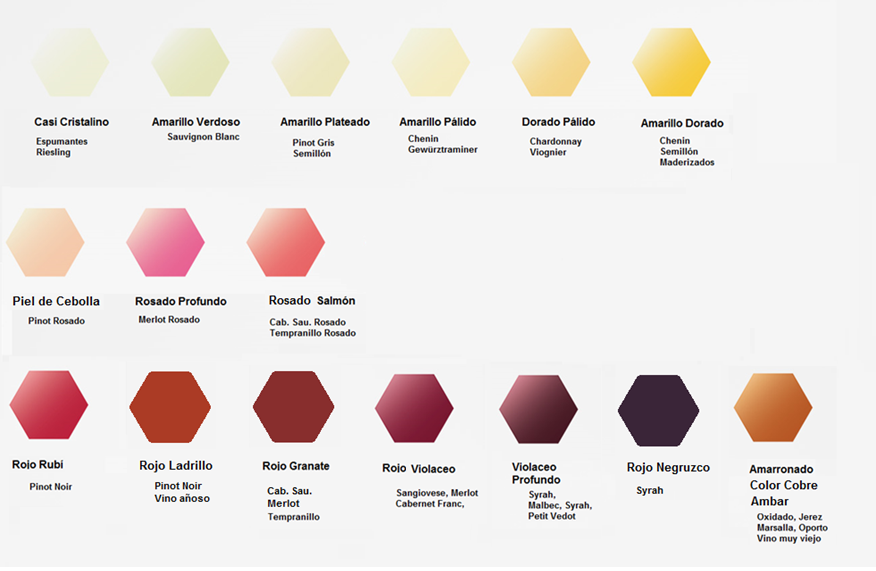 Casi Cristalino
Espumantes
Riesling
Amarillo Verdoso
Sauvignon Blanc
Amarillo Plateado
Pinot Gris
Semillón
Amarillo Pálido
Chenin
Gewürztraminer
Dorado Pálido
Chardonnay
Viognier
Amarillo Dorado
Chenin
Semillón
Maderizados
Piel de Cebolla
Pinot Rosado
Rosado Profundo
Merlot Rosado
Rosado Salmón
Cab. Sau. Rosado
Tempranillo Rosado
Rojo Rubí
Pinot Noir
Rojo Ladrillo
Pinot Noir
Vino añoso
Rojo Granate
Cab. Sau.
Merlot
Tempranillo
Rojo Violaceo
Sangiovese, Merlot
Cabernet Franc,
Violaceo
Profundo
Syrah,
Malbec, Syrah,
Petit Vedot
Rojo Negruzco
Syrah
Amarronado
Color Cobre
Ambar
Oxidado, Jerez
Marsalla, Oporto
Vino muy viejo